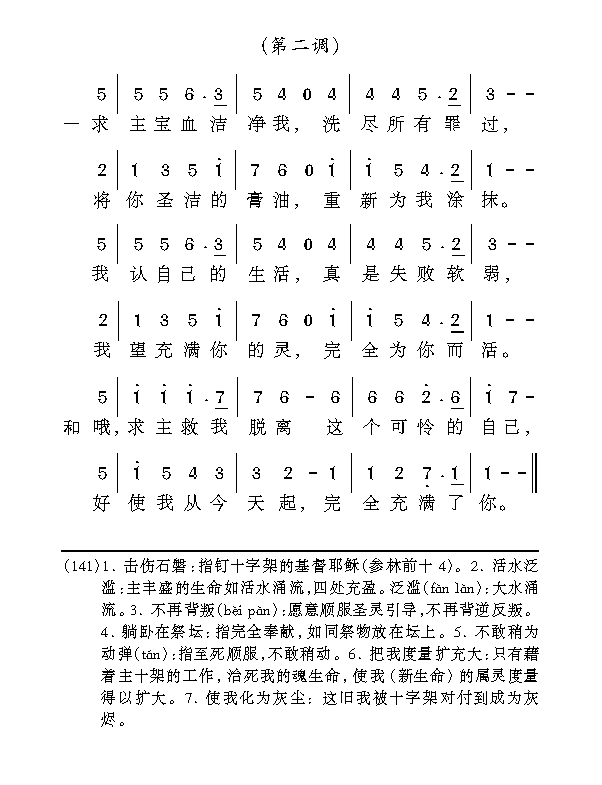 (第二调)
5 | 5 5 6 . 3 | 5 4 0 4 | 4 4 5 . 2 | 3 - -
一 求 主 宝 血 洁 净 我, 洗 尽 所 有 罪 过,
2 | 1 3 5 i | 7 6 0 i | i 5 4 . 2 | 1 - -
将 你 圣 洁 的 膏 油, 重 新 为 我 涂 抹。
5 | 5 5 6 . 3 | 5 4 0 4 | 4 4 5 . 2 | 3 - -
我 认 自 己 的 生 活, 真 是 失 败 软 弱,
2 | 1 3 5 i | 7 6 0 i | i 5 4 . 2 | 1 - -
我 望 充 满 你 的 灵, 完 全 为 你 而 活。
5 | i i i . 7 | 7 6 - 6 | 6 6 2̇ . 6 | i 7 -
和 哦, 求 主 救 我 脱 离 这 个 可 怜 的 自 己,
5 | i 5 4 3 | 3 2 - 1 | 1 2 7̣ . 1 | 1 - - ‖
好 使 我 从 今 天 起, 完 全 充 满 了 你。
(141)1. 击伤石磐:指钉十字架的基督耶稣(参林前十4)。2. 活水泛
滥:主丰盛的生命如活水涌流,四处充盈。泛滥(fàn làn):大水涌
流。3. 不再背叛(bèi pàn):愿意顺服圣灵引导,不再背逆反叛。
4. 躺卧在祭坛:指完全奉献,如同祭物放在坛上。5. 不敢稍为
动弹(tán):指至死顺服,不敢稍动。6. 把我度量扩充大:只有藉
着主十架的工作,治死我的魂生命,使我(新生命)的属灵度量
得以扩大。7. 使我化为灰尘: 这旧我被十字架对付到成为灰
烬。